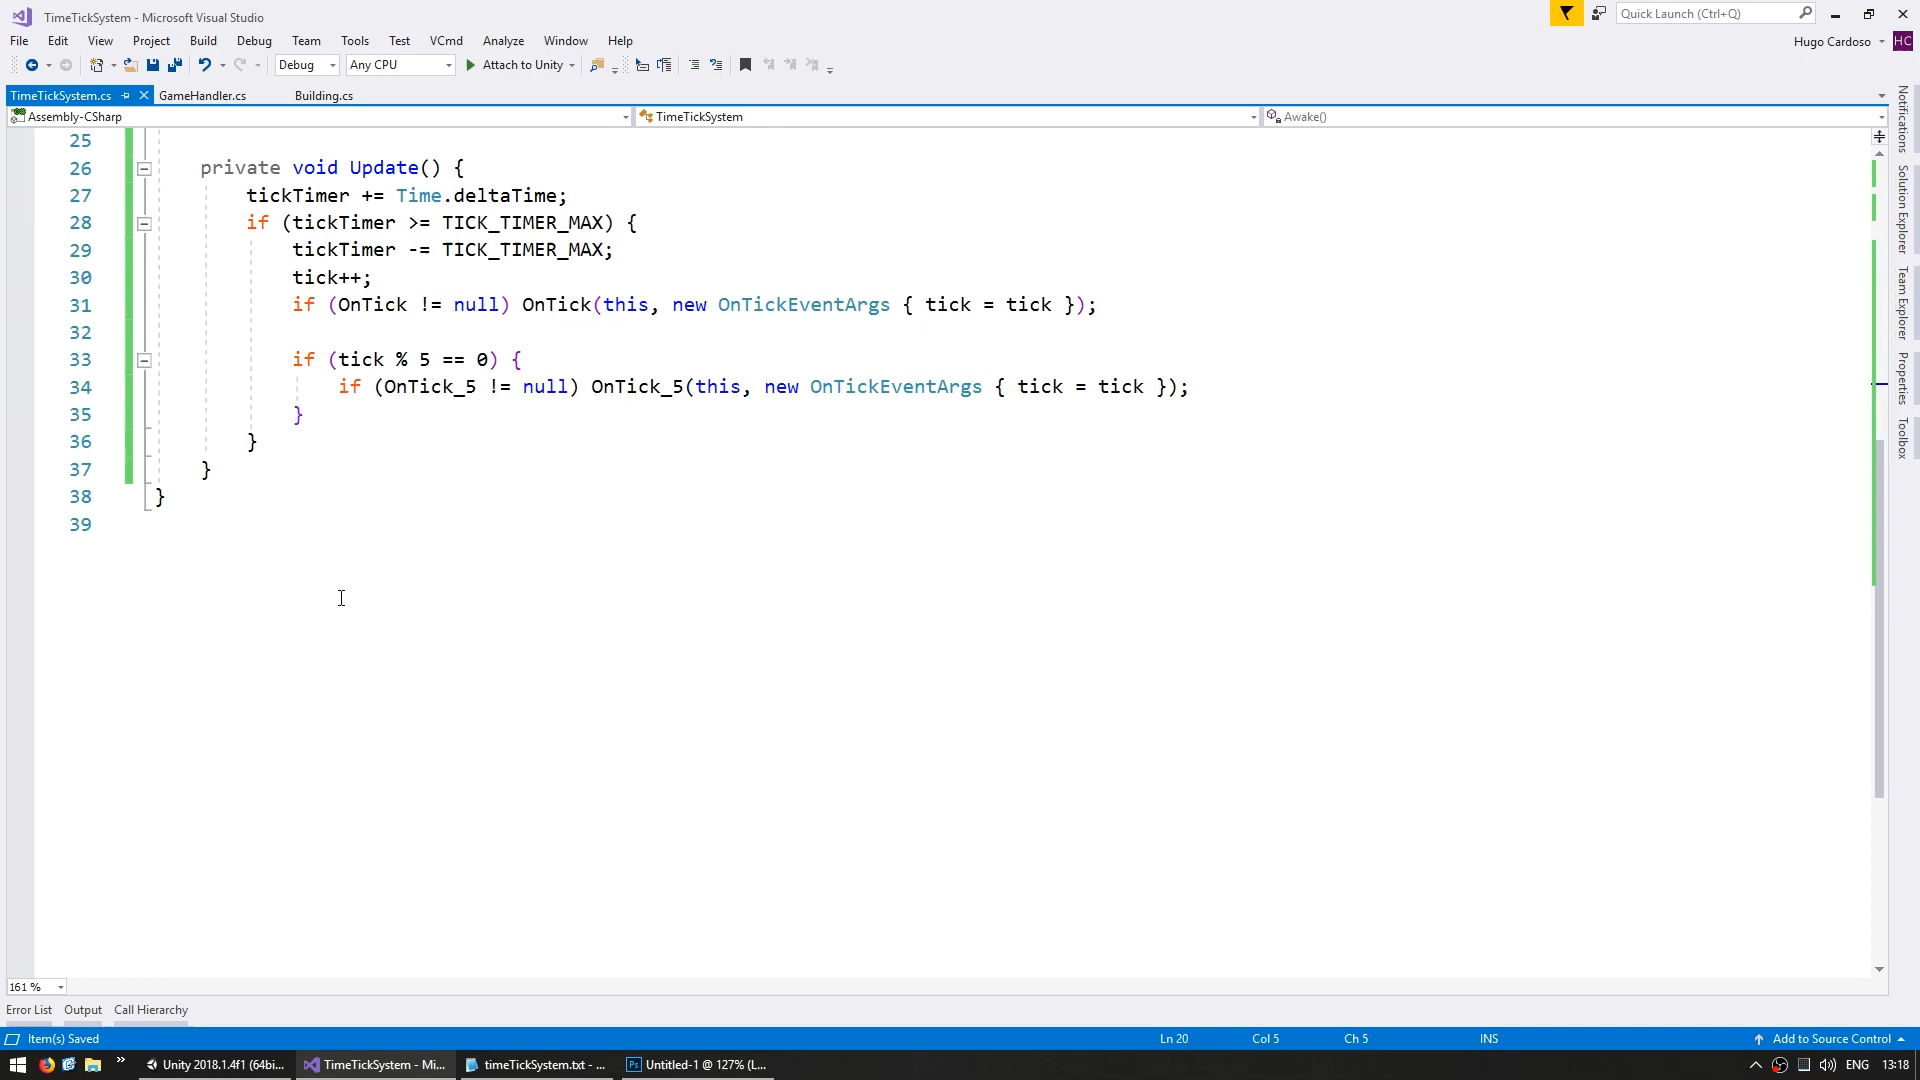 TimeTickSystem - Microsoft Visual Studio
Quick Launch (Ctrl+Q)
File Edit View Project Build Debug Team Tools Test VCmd Analyze Window Help
Hugo Cardoso HC
Debug Any CPU Attach to Unity
TimeTickSystem.cs GameHandler.cs Building.cs
Assembly-CSharp TimeTickSystem Awake()
25
26 private void Update() {
27 tickTimer += Time.deltaTime;
28 if (tickTimer >= TICK_TIMER_MAX) {
29 tickTimer -= TICK_TIMER_MAX;
30 tick++;
31 if (OnTick != null) OnTick(this, new OnTickEventArgs { tick = tick });
32
33 if (tick % 5 == 0) {
34 if (OnTick_5 != null) OnTick_5(this, new OnTickEventArgs { tick = tick });
35 }
36 }
37 }
38 }
39
Notifications
Solution Explorer
Team Explorer
Properties
Toolbox
161 %
Error List Output Call Hierarchy
Item(s) Saved Ln 20 Col 5 Ch 5 INS Add to Source Control
Unity 2018.1.4f1 (64bi... TimeTickSystem - Mi... timeTickSystem.txt - ... Ps Untitled-1 @ 127% (L... ENG 13:18